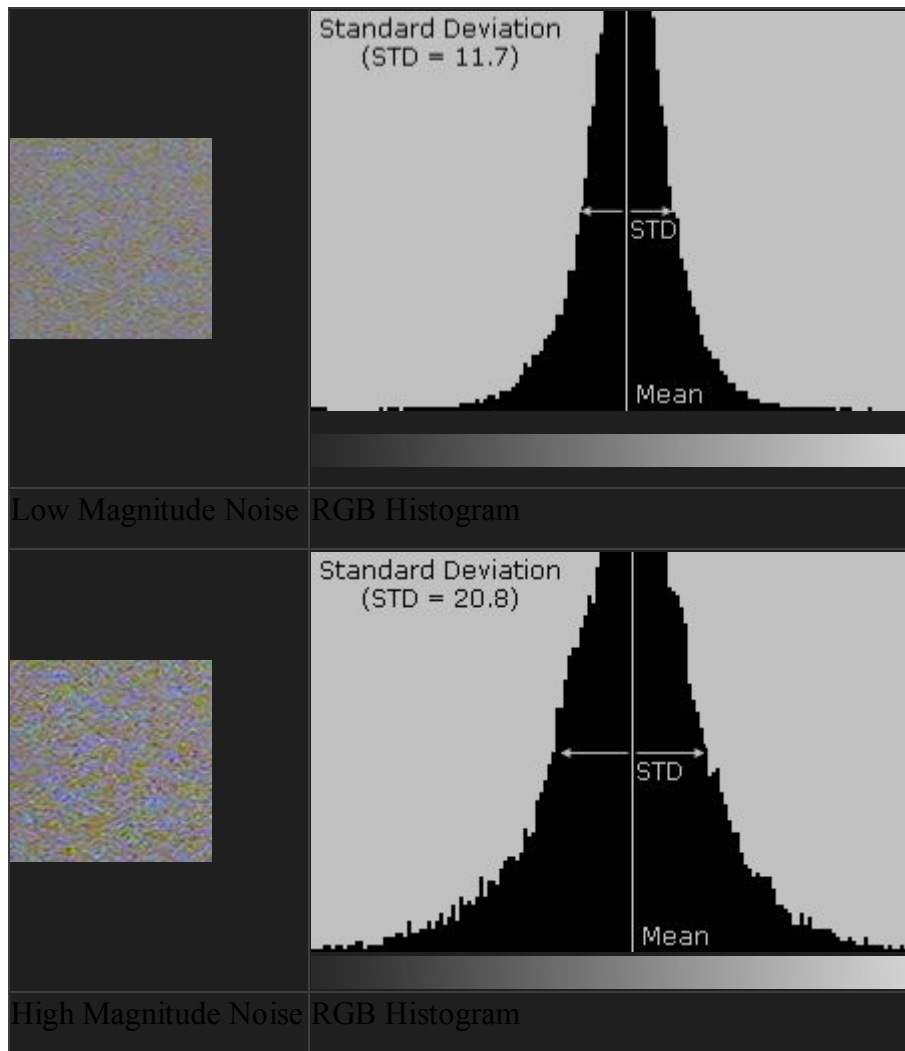 Standard Deviation
(STD = 11.7)
STD
Mean
Low Magnitude Noise
RGB Histogram
Standard Deviation
(STD = 20.8)
STD
Mean
High Magnitude Noise
RGB Histogram